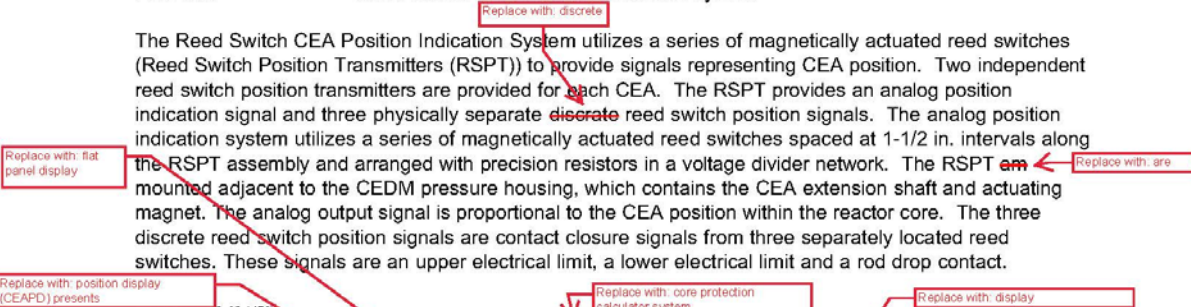 Replace with: discrete
The Reed Switch CEA Position Indication System utilizes a series of magnetically actuated reed switches
(Reed Switch Position Transmitters (RSPT)) to provide signals representing CEA position. Two independent
reed switch position transmitters are provided for each CEA. The RSPT provides an analog position
indication signal and three physically separate discrate reed switch position signals. The analog position
indication system utilizes a series of magnetically actuated reed switches spaced at 1-1/2 in. intervals along
Replace with: flat
panel display
the RSPT assembly and arranged with precision resistors in a voltage divider network. The RSPT am
Replace with: are
mounted adjacent to the CEDM pressure housing, which contains the CEA extension shaft and actuating
magnet. The analog output signal is proportional to the CEA position within the reactor core. The three
discrete reed switch position signals are contact closure signals from three separately located reed
switches. These signals are an upper electrical limit, a lower electrical limit and a rod drop contact.
Replace with: position display
(CEAPD) presents
Replace with: core protection
Replace with: display